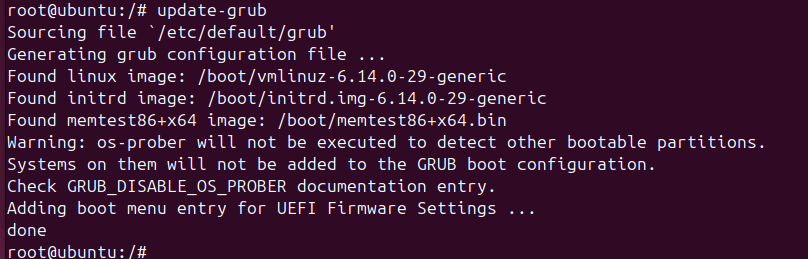 root@ubuntu:/# update-grub
Sourcing file `/etc/default/grub'
Generating grub configuration file ...
Found linux image: /boot/vmlinuz-6.14.0-29-generic
Found initrd image: /boot/initrd.img-6.14.0-29-generic
Found memtest86+x64 image: /boot/memtest86+x64.bin
Warning: os-prober will not be executed to detect other bootable partitions.
Systems on them will not be added to the GRUB boot configuration.
Check GRUB_DISABLE_OS_PROBER documentation entry.
Adding boot menu entry for UEFI Firmware Settings ...
done
root@ubuntu:/#